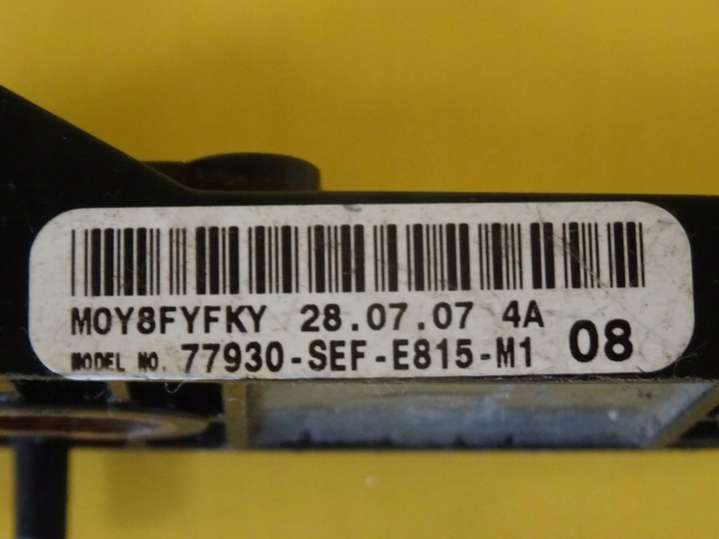 M0Y8FYFKY 28.07.07 4A
MODEL NO. 77930-SEF-E815-M1 08